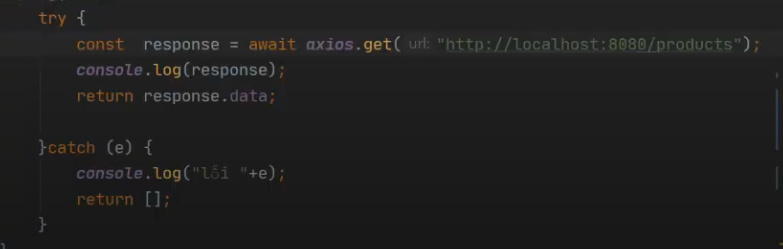 try {
const response = await axios.get( url: "http://localhost:8080/products");
console.log(response);
return response.data;
}catch (e) {
console.log("lỗi "+e);
return [];
}